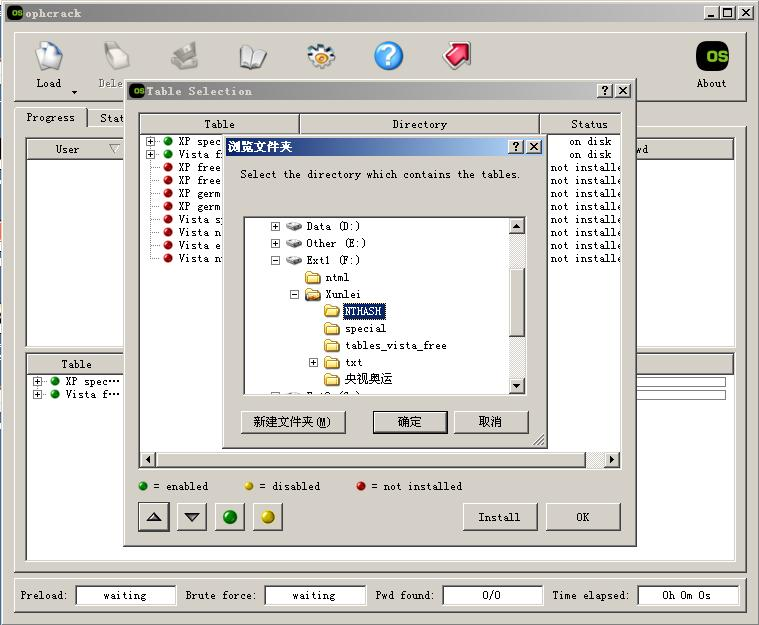 ophcrack
Load
Dele
OS
About
Progress
Stat
User
wd
Table Selection
Table Directory Status
XP spec on disk
Vista f on disk
XP free not installe
XP free not installe
XP germ not installe
XP germ not installe
Vista sp not installe
Vista n not installe
Vista e not installe
Vista n not installe
浏览文件夹
Select the directory which contains the tables.
Data (D:)
Other (E:)
Ext1 (F:)
ntml
Xunlei
NTHASH
special
tables_vista_free
txt
央视奥运
新建文件夹(M) 确定 取消
Table
XP spec...
Vista f...
= enabled = disabled = not installed
Install OK
Preload: waiting Brute force: waiting Pwd found: 0/0 Time elapsed: 0h 0m 0s